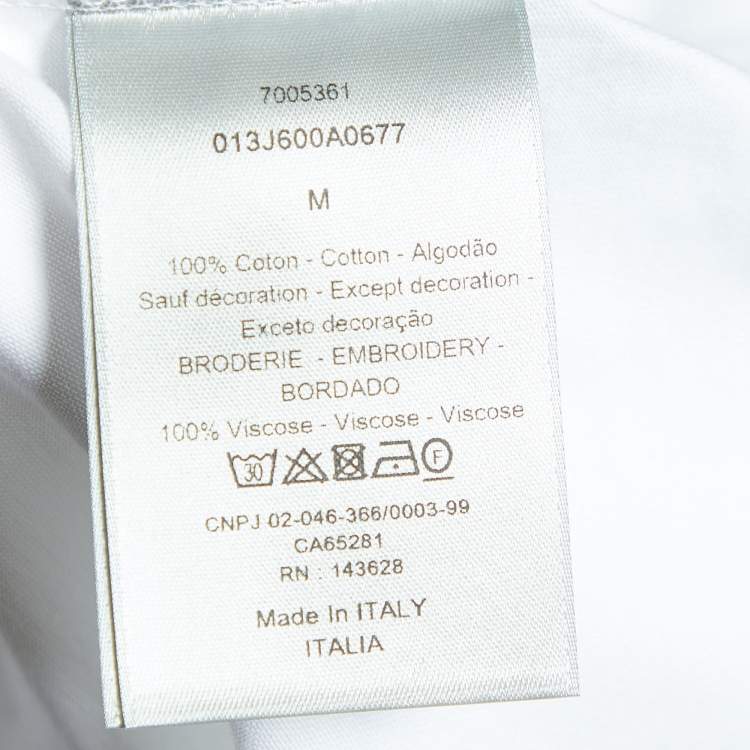 7005361
013J600A0677
M
100% Coton - Cotton - Algodão
Sauf décoration - Except decoration -
Exceto decoração
BRODERIE - EMBROIDERY -
BORDADO
100% Viscose - Viscose - Viscose
30 F
CNPJ 02-046-366/0003-99
CA65281
RN : 143628
Made In ITALY
ITALIA